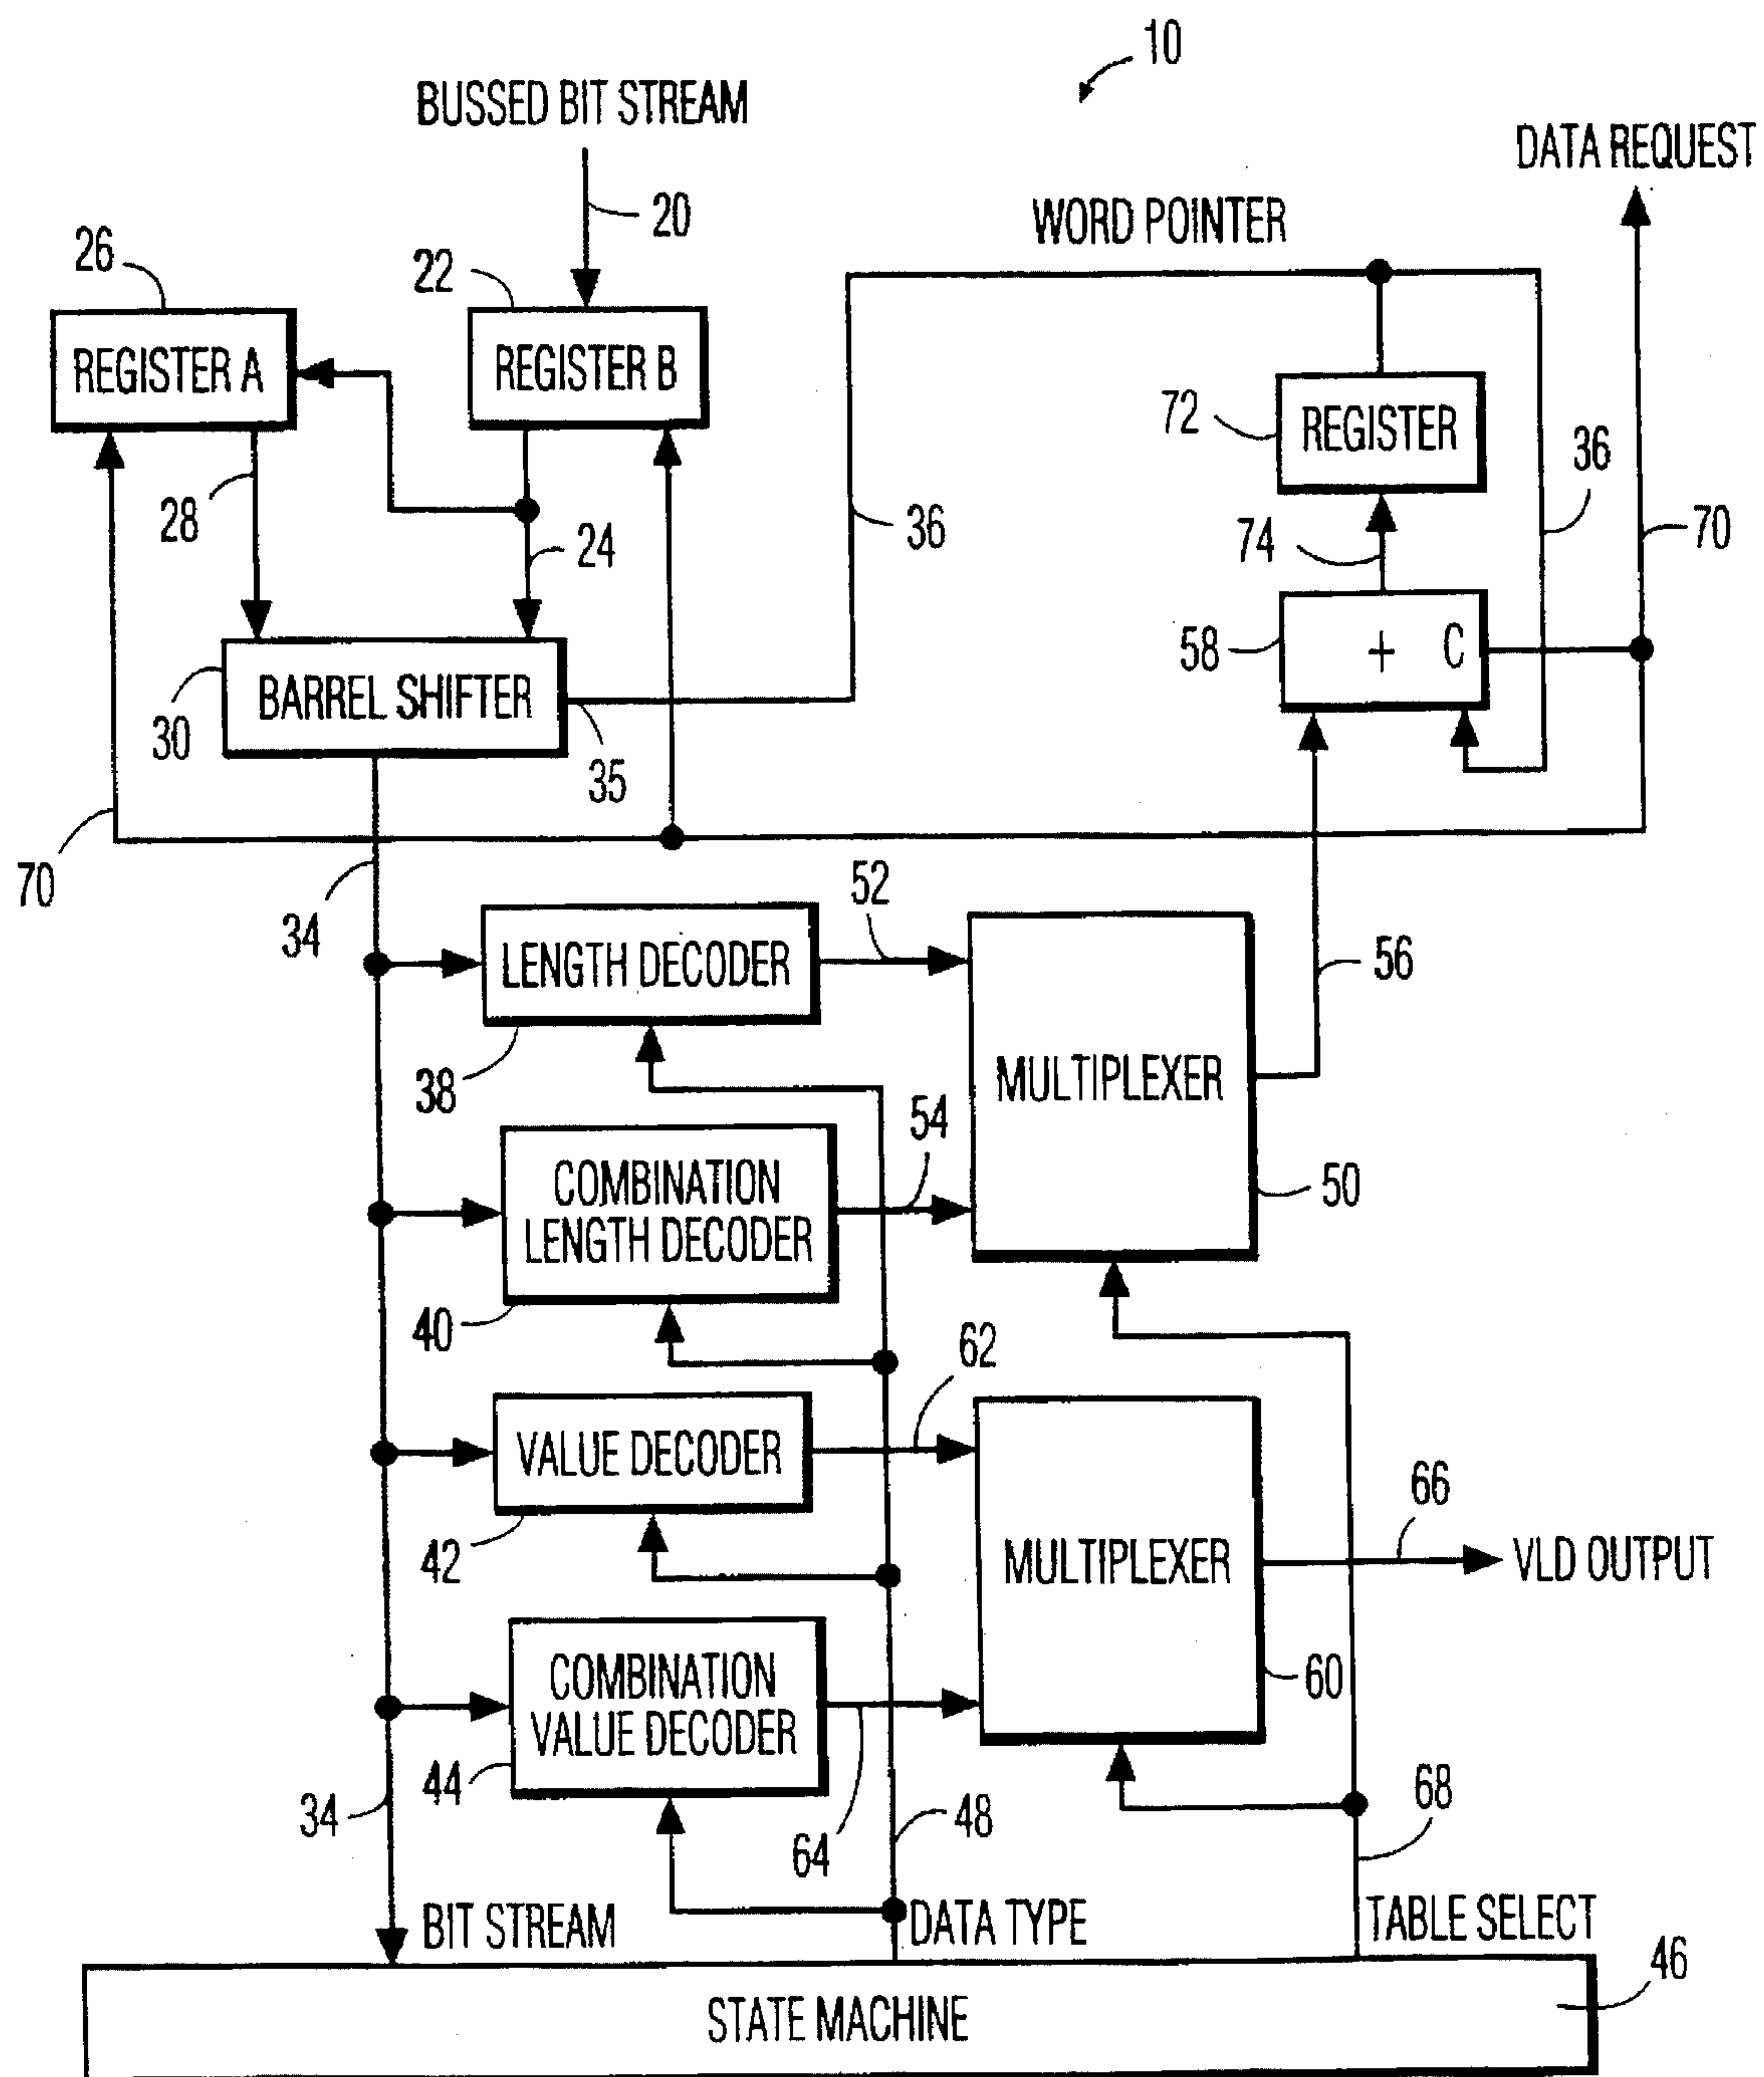 10
BUSSED BIT STREAM
DATA REQUEST
20
WORD POINTER
26
22
REGISTER A
REGISTER B
72
REGISTER
36
28
24
36
74
70
58
+ C
30
BARREL SHIFTER
35
70
34
52
LENGTH DECODER
56
38
MULTIPLEXER
54
COMBINATION
LENGTH DECODER
50
40
62
VALUE DECODER
66
42
MULTIPLEXER
VLD OUTPUT
COMBINATION
VALUE DECODER
60
44
34
64
48
68
BIT STREAM
DATA TYPE
TABLE SELECT
46
STATE MACHINE